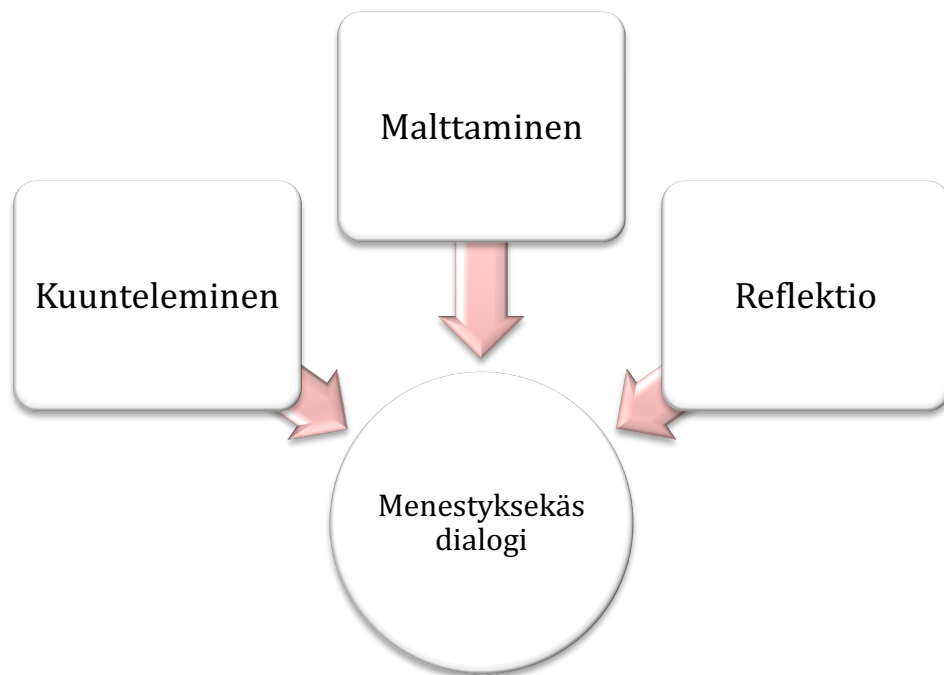 Malttaminen
Kuunteleminen
Reflektio
Menestyksekäs
dialogi